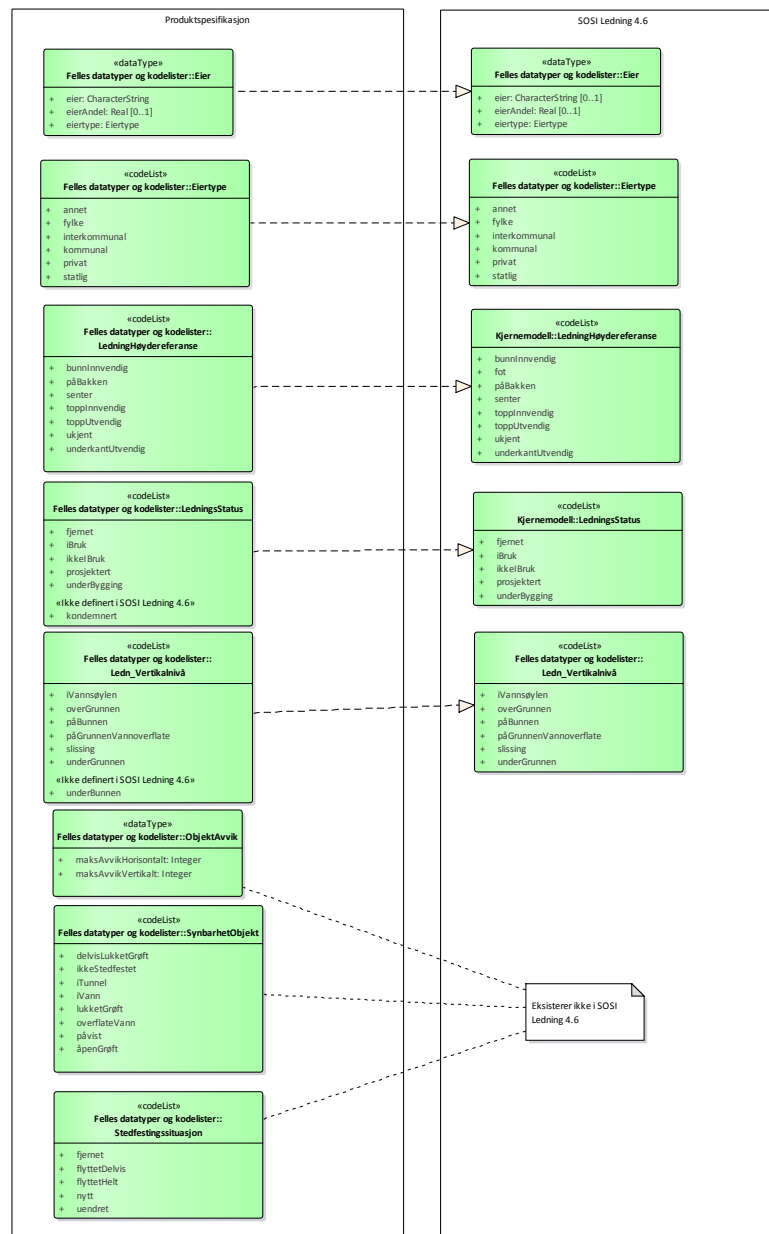 Produktspesifikasjon
«dataType»
Felles datatyper og kodelister::Eier
+ eier: CharacterString
+ eierAndel: Real [0..1]
+ eiertype: Eiertype
«codeList»
Felles datatyper og kodelister::Eiertype
+ annet
+ fylke
+ interkommunal
+ kommunal
+ privat
+ statlig
«codeList»
Felles datatyper og kodelister::
LedningHøydereferanse
+ bunnInnvendig
+ påBakken
+ senter
+ toppInnvendig
+ toppUtvendig
+ ukjent
+ underkantUtvendig
«codeList»
Felles datatyper og kodelister::LedningsStatus
+ fjernet
+ iBruk
+ ikkeIBruk
+ prosjektert
+ underBygging
«Ikke definert i SOSI Ledning 4.6»
+ kondemnert
«codeList»
Felles datatyper og kodelister::
Ledn_Vertikalnivå
+ iVannsøylen
+ overGrunnen
+ påBunnen
+ påGrunnenVannoverflate
+ slissing
+ underGrunnen
«Ikke definert i SOSI Ledning 4.6»
+ underBunnen
«dataType»
Felles datatyper og kodelister::ObjektAvvik
+ maksAvvikHorisontalt: Integer
+ maksAvvikVertikalt: Integer
«codeList»
Felles datatyper og kodelister::SynbarhetObjekt
+ delvisLukketGrøft
+ ikkeStedfestet
+ iTunnel
+ iVann
+ lukketGrøft
+ overflateVann
+ påvist
+ åpenGrøft
«codeList»
Felles datatyper og kodelister::
Stedfestingssituasjon
+ fjernet
+ flyttetDelvis
+ flyttetHelt
+ nytt
+ uendret
SOSI Ledning 4.6
«dataType»
Felles datatyper og kodelister::Eier
+ eier: CharacterString [0..1]
+ eierAndel: Real [0..1]
+ eiertype: Eiertype
«codeList»
Felles datatyper og kodelister::Eiertype
+ annet
+ fylke
+ interkommunal
+ kommunal
+ privat
+ statlig
«codeList»
Kjernemodell::LedningHøydereferanse
+ bunnInnvendig
+ fot
+ påBakken
+ senter
+ toppInnvendig
+ toppUtvendig
+ ukjent
+ underkantUtvendig
«codeList»
Kjernemodell::LedningsStatus
+ fjernet
+ iBruk
+ ikkeIBruk
+ prosjektert
+ underBygging
«codeList»
Felles datatyper og kodelister::
Ledn_Vertikalnivå
+ iVannsøylen
+ overGrunnen
+ påBunnen
+ påGrunnenVannoverflate
+ slissing
+ underGrunnen
Eksisterer ikke i SOSI
Ledning 4.6